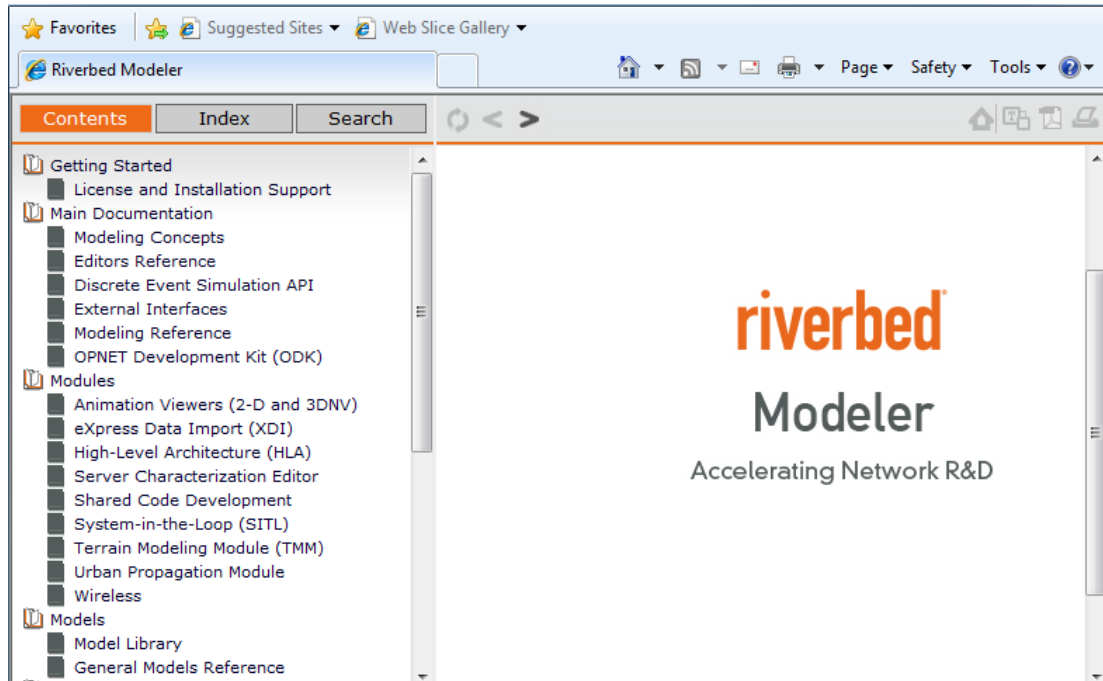 Favorites Suggested Sites Web Slice Gallery
Riverbed Modeler
Page Safety Tools
Contents Index Search
Getting Started
License and Installation Support
Main Documentation
Modeling Concepts
Editors Reference
Discrete Event Simulation API
External Interfaces
Modeling Reference
OPNET Development Kit (ODK)
Modules
Animation Viewers (2-D and 3DNV)
eXpress Data Import (XDI)
High-Level Architecture (HLA)
Server Characterization Editor
Shared Code Development
System-in-the-Loop (SITL)
Terrain Modeling Module (TMM)
Urban Propagation Module
Wireless
Models
Model Library
General Models Reference
riverbed
Modeler
Accelerating Network R&D